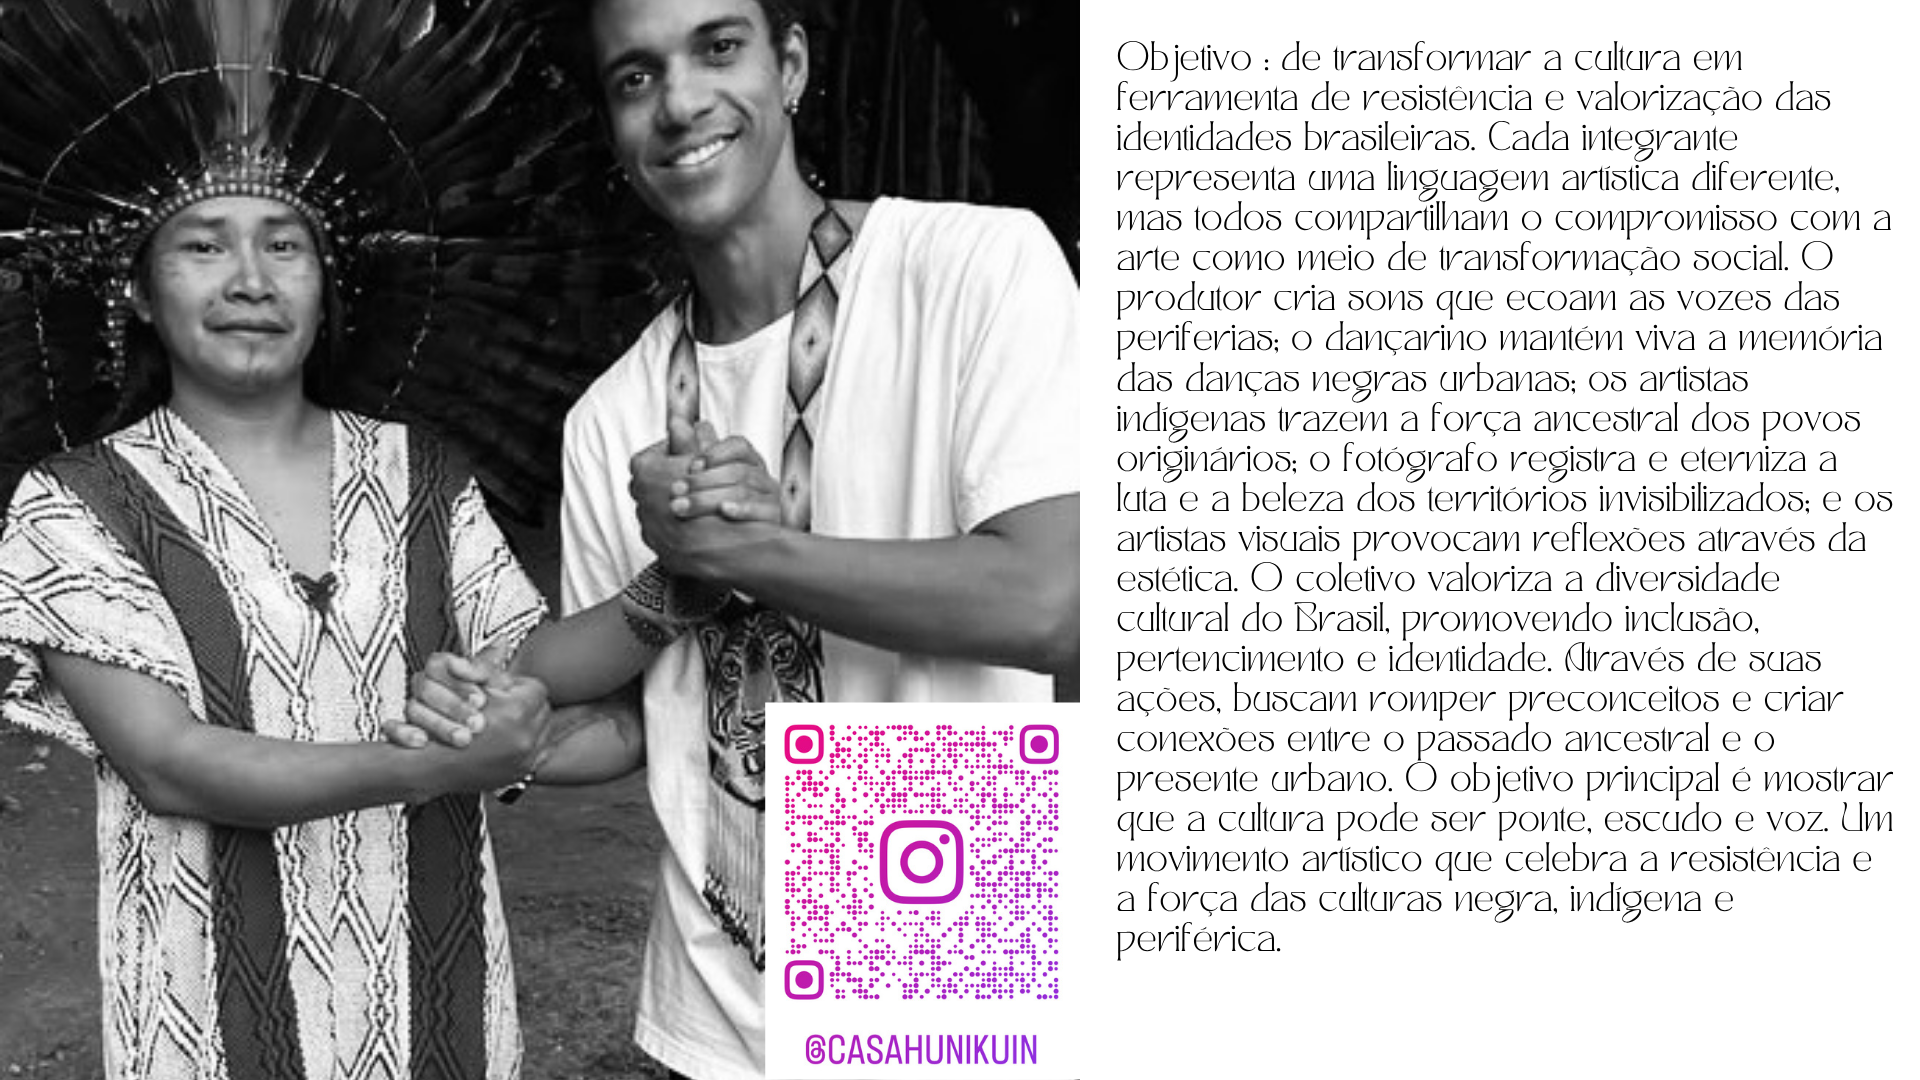 Objetivo : de transformar a cultura em
ferramenta de resistência e valorização das
identidades brasileiras. Cada integrante
representa uma linguagem artística diferente,
mas todos compartilham o compromisso com a
arte como meio de transformação social. O
produtor cria sons que ecoam as vozes das
periferias; o dançarino mantém viva a memória
das danças negras urbanas; os artistas
indígenas trazem a força ancestral dos povos
originários; o fotógrafo registra e eterniza a
luta e a beleza dos territórios invisibilizados; e os
artistas visuais provocam reflexões através da
estética. O coletivo valoriza a diversidade
cultural do Brasil, promovendo inclusão,
pertencimento e identidade. Através de suas
ações, buscam romper preconceitos e criar
conexões entre o passado ancestral e o
presente urbano. O objetivo principal é mostrar
que a cultura pode ser ponte, escudo e voz. Um
movimento artístico que celebra a resistência e
a força das culturas negra, indígena e
periférica.
@CASAHUNIKUIN